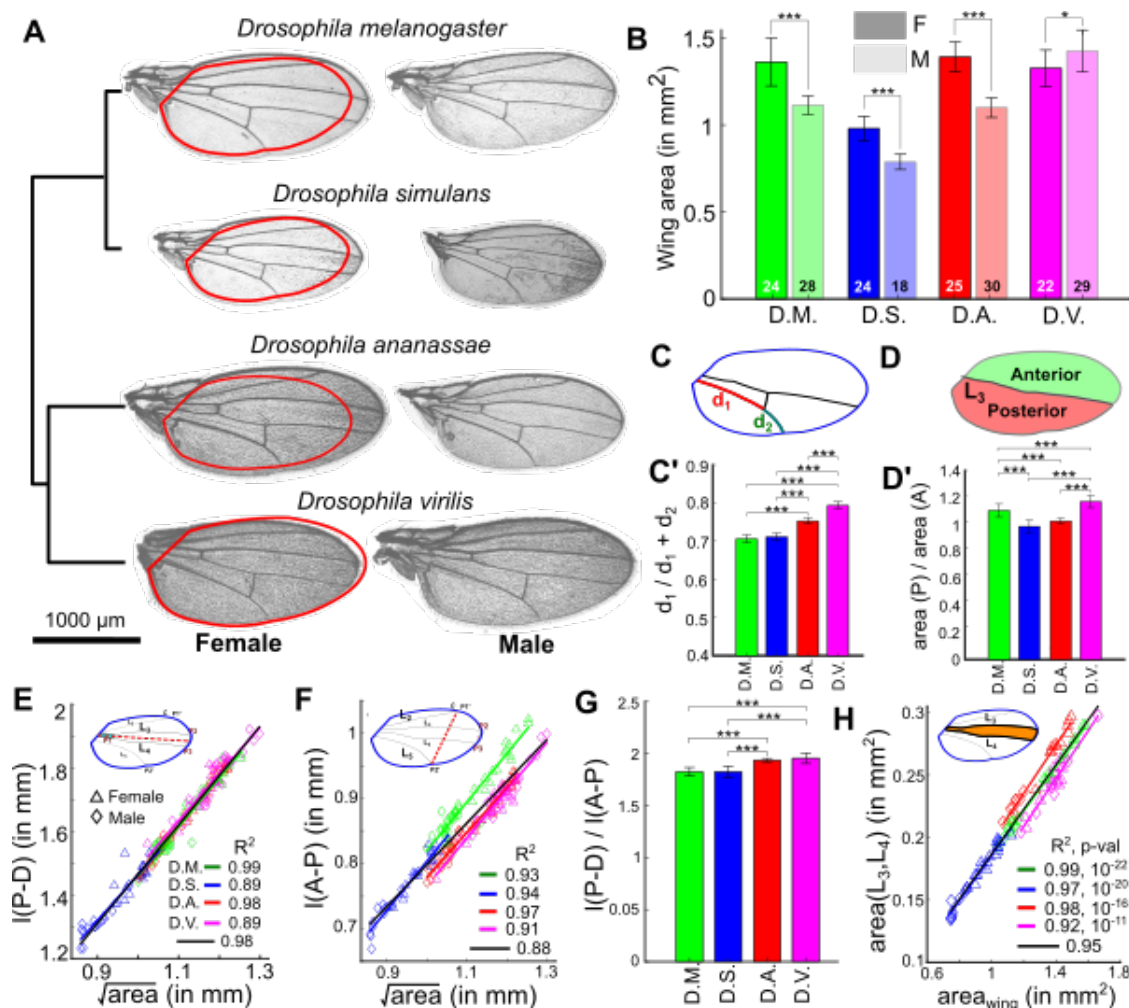 A
Drosophila melanogaster
Drosophila simulans
Drosophila ananassae
Drosophila virilis
1000 µm
Female
Male
B
Wing area (in mm2)
1.5
1
0.5
0
F
M
***
***
***
*
24
28
24
18
25
30
22
29
D.M.
D.S.
D.A.
D.V.
C
d1
d2
D
Anterior
L3
Posterior
C'
d1 / d1 + d2
0.9
0.8
0.7
0.6
0.5
0.4
***
***
***
***
***
D.M.
D.S.
D.A.
D.V.
D'
area (P) / area (A)
1.4
1.2
1
0.8
0.6
0.4
0.2
0
***
***
***
***
***
D.M.
D.S.
D.A.
D.V.
E
l(P-D) (in mm)
2
1.8
1.6
1.4
1.2
L3
L4
Female
Male
R2
D.M. 0.99
D.S. 0.89
D.A. 0.98
D.V. 0.89
0.98
0.9
1.1
1.3
√area (in mm)
F
l(A-P) (in mm)
1
0.9
0.8
0.7
0.6
L2
L5
R2
0.93
0.94
0.97
0.91
0.88
0.9
1.1
1.3
√area (in mm)
G
l(P-D) / l(A-P)
2.5
2
1.5
1
0.5
0
***
***
***
***
D.M.
D.S.
D.A.
D.V.
H
area(L3,L4) (in mm2)
0.3
0.2
0.1
L3
L4
R2, p-val
0.99, 10-22
0.97, 10-20
0.98, 10-16
0.92, 10-11
0.95
0.6
1
1.4
1.8
areawing (in mm2)